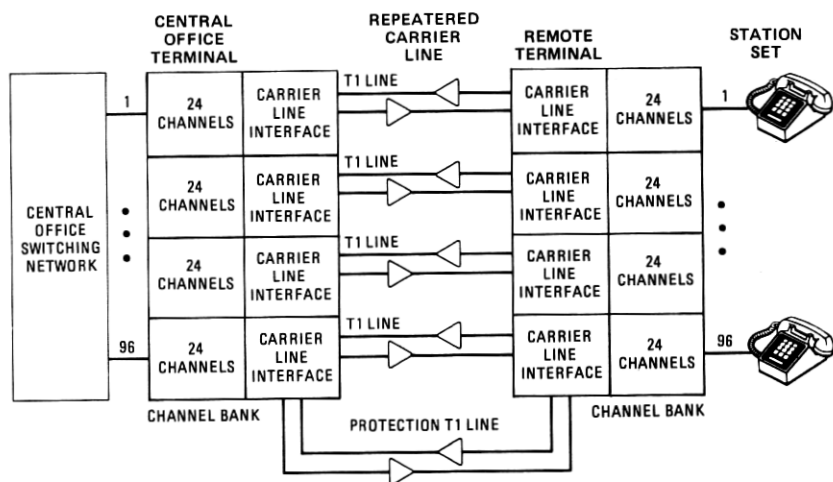 CENTRAL
OFFICE
TERMINAL
REPEATERED
CARRIER
LINE
REMOTE
TERMINAL
STATION
SET
CENTRAL
OFFICE
SWITCHING
NETWORK
1
24
CHANNELS
CARRIER
LINE
INTERFACE
T1 LINE
CARRIER
LINE
INTERFACE
24
CHANNELS
1
24
CHANNELS
CARRIER
LINE
INTERFACE
T1 LINE
CARRIER
LINE
INTERFACE
24
CHANNELS
24
CHANNELS
CARRIER
LINE
INTERFACE
T1 LINE
CARRIER
LINE
INTERFACE
24
CHANNELS
96
24
CHANNELS
CARRIER
LINE
INTERFACE
T1 LINE
CARRIER
LINE
INTERFACE
24
CHANNELS
96
CHANNEL BANK
PROTECTION T1 LINE
CHANNEL BANK